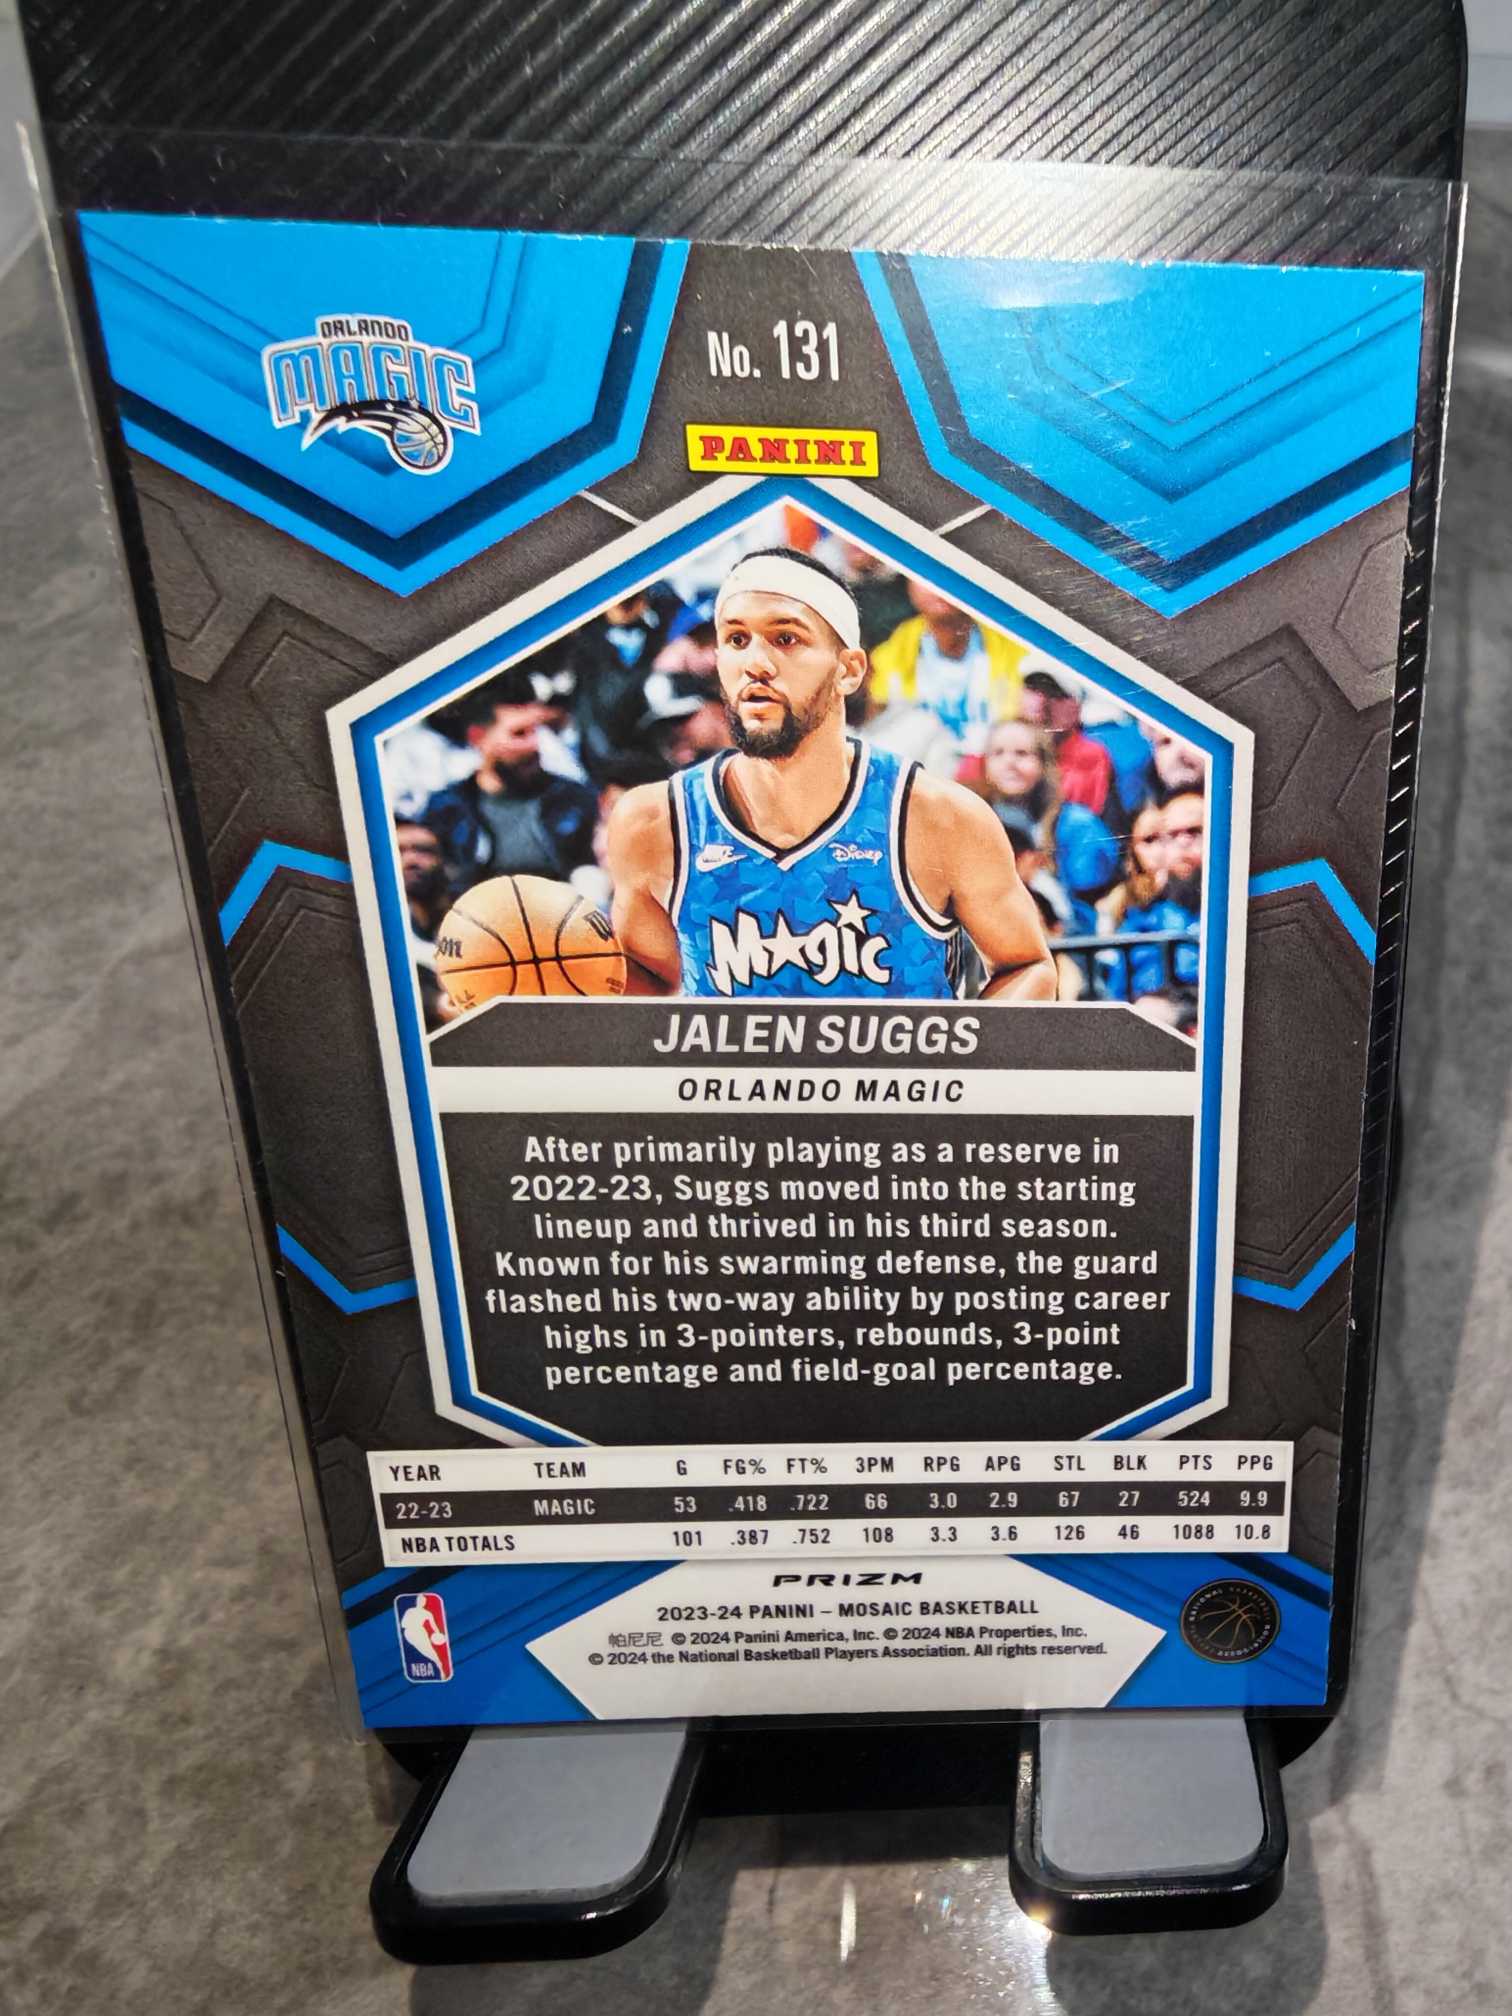 ORLANDO
MAGIC
No. 131
PANINI
Disney
Magic
JALEN SUGGS
ORLANDO MAGIC
After primarily playing as a reserve in
2022-23, Suggs moved into the starting
lineup and thrived in his third season.
Known for his swarming defense, the guard
flashed his two-way ability by posting career
highs in 3-pointers, rebounds, 3-point
percentage and field-goal percentage.
YEAR TEAM G FG% FT% 3PM RPG APG STL BLK PTS PPG
22-23 MAGIC 53 .418 .722 66 3.0 2.9 67 27 524 9.9
NBA TOTALS 101 .387 .752 108 3.3 3.6 126 46 1088 10.8
PRIZM
2023-24 PANINI – MOSAIC BASKETBALL
帕尼尼 © 2024 Panini America, Inc. © 2024 NBA Properties, Inc.
© 2024 the National Basketball Players Association. All rights reserved.
NBA